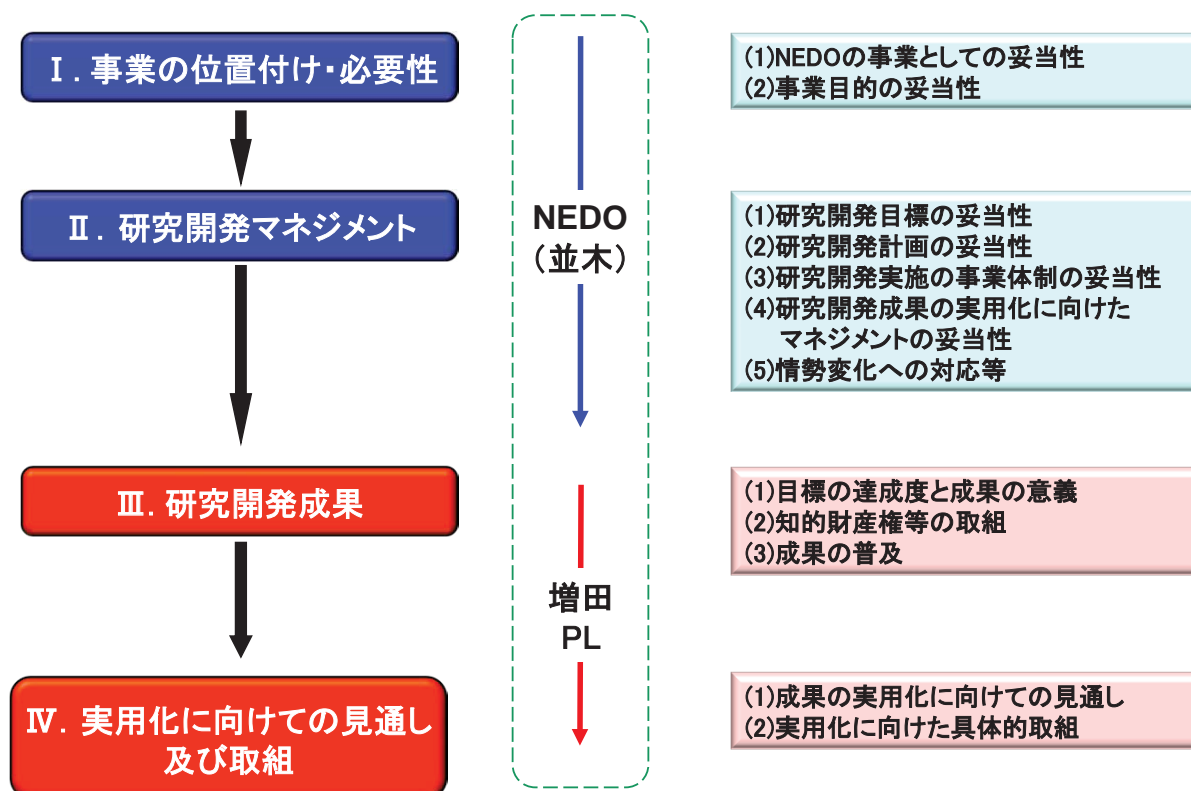 Ⅰ. 事業の位置付け・必要性
(1)NEDOの事業としての妥当性
(2)事業目的の妥当性
Ⅱ. 研究開発マネジメント
NEDO
(並木)
(1)研究開発目標の妥当性
(2)研究開発計画の妥当性
(3)研究開発実施の事業体制の妥当性
(4)研究開発成果の実用化に向けた
マネジメントの妥当性
(5)情勢変化への対応等
Ⅲ. 研究開発成果
(1)目標の達成度と成果の意義
(2)知的財産権等の取組
(3)成果の普及
増田
PL
Ⅳ. 実用化に向けての見通し
及び取組
(1)成果の実用化に向けての見通し
(2)実用化に向けた具体的取組